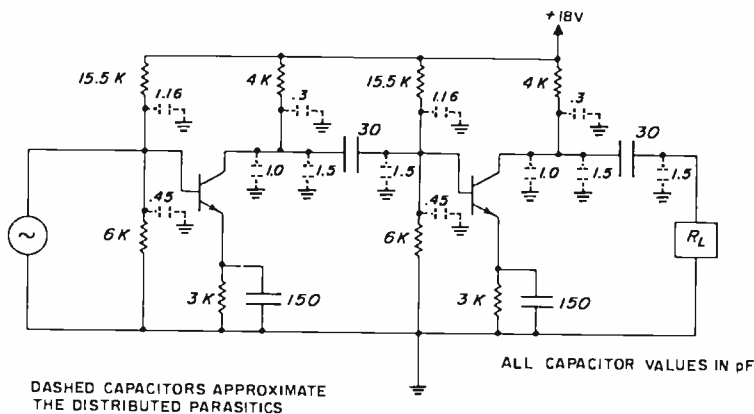 +18V
15.5 K
4 K
15.5 K
4 K
1.16
.3
1.16
.3
30
30
1.0
1.5
1.5
1.0
1.5
1.5
.45
.45
6 K
6 K
R_L
3 K
150
3 K
150
ALL CAPACITOR VALUES IN pF
DASHED CAPACITORS APPROXIMATE
THE DISTRIBUTED PARASITICS